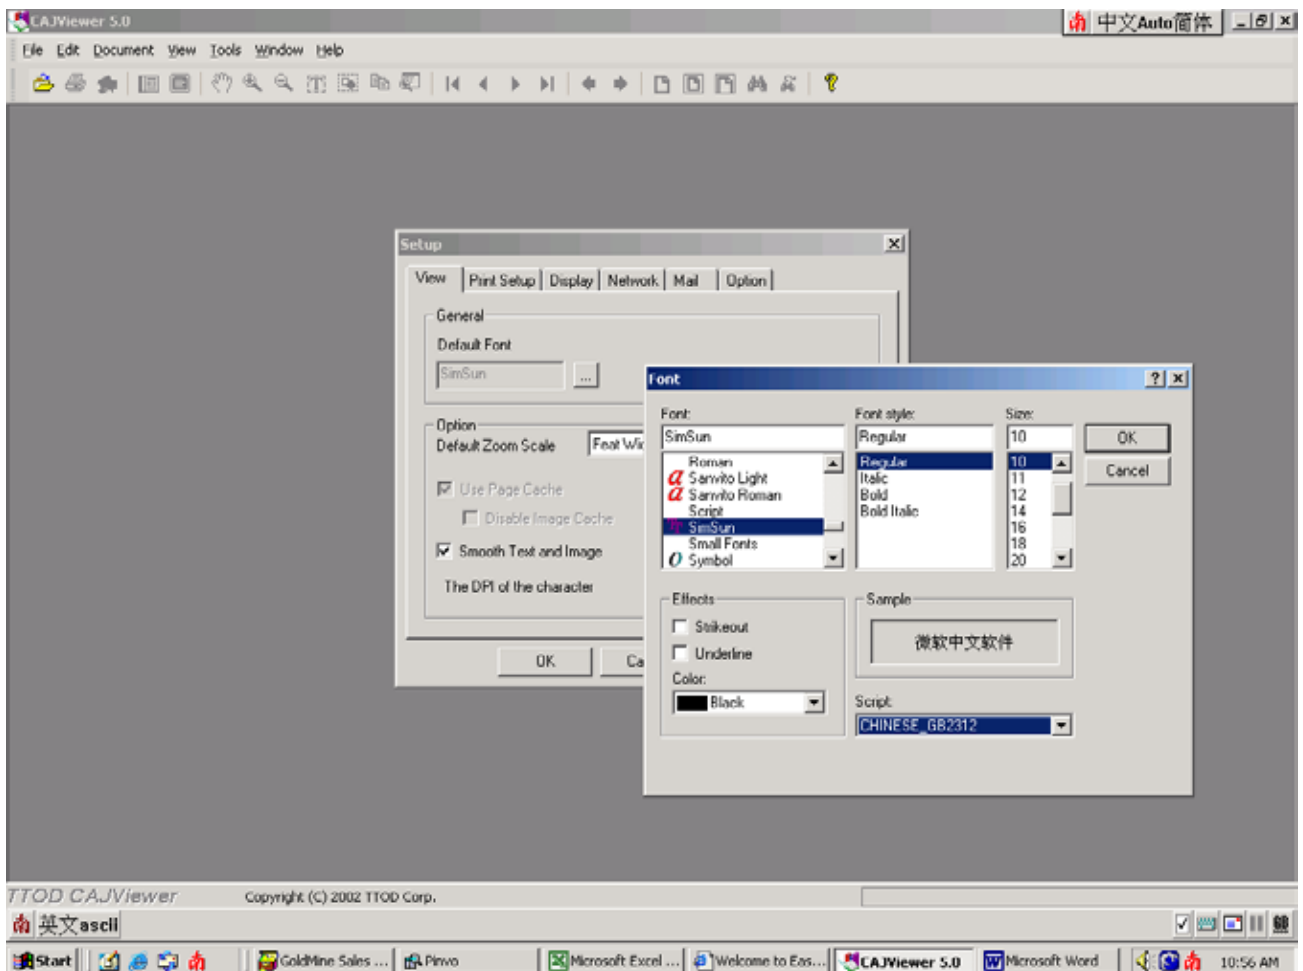 CAJViewer 5.0
中文Auto简体
File Edit Document View Tools Window Help
Setup
View Print Setup Display Network Mail Option
General
Default Font
SimSun ...
Option
Default Zoom Scale Feat Wid
Use Page Cache
Disable Image Cache
Smooth Text and Image
The DPI of the character
OK Ca
Font
Font: Font style: Size:
SimSun Regular 10
Roman Regular 10
Sanvito Light Italic 11
Sanvito Roman Bold 12
Script Bold Italic 14
SimSun 16
Small Fonts 18
Symbol 20
OK
Cancel
Effects
Strikeout
Underline
Color:
Black
Sample
微软中文软件
Script:
CHINESE_GB2312
TTOD CAJViewer Copyright (C) 2002 TTOD Corp.
南 英文ascii
Start 南 GoldMine Sales ... Pinvo Microsoft Excel ... Welcome to Eas... CAJViewer 5.0 Microsoft Word 南 10:56 AM